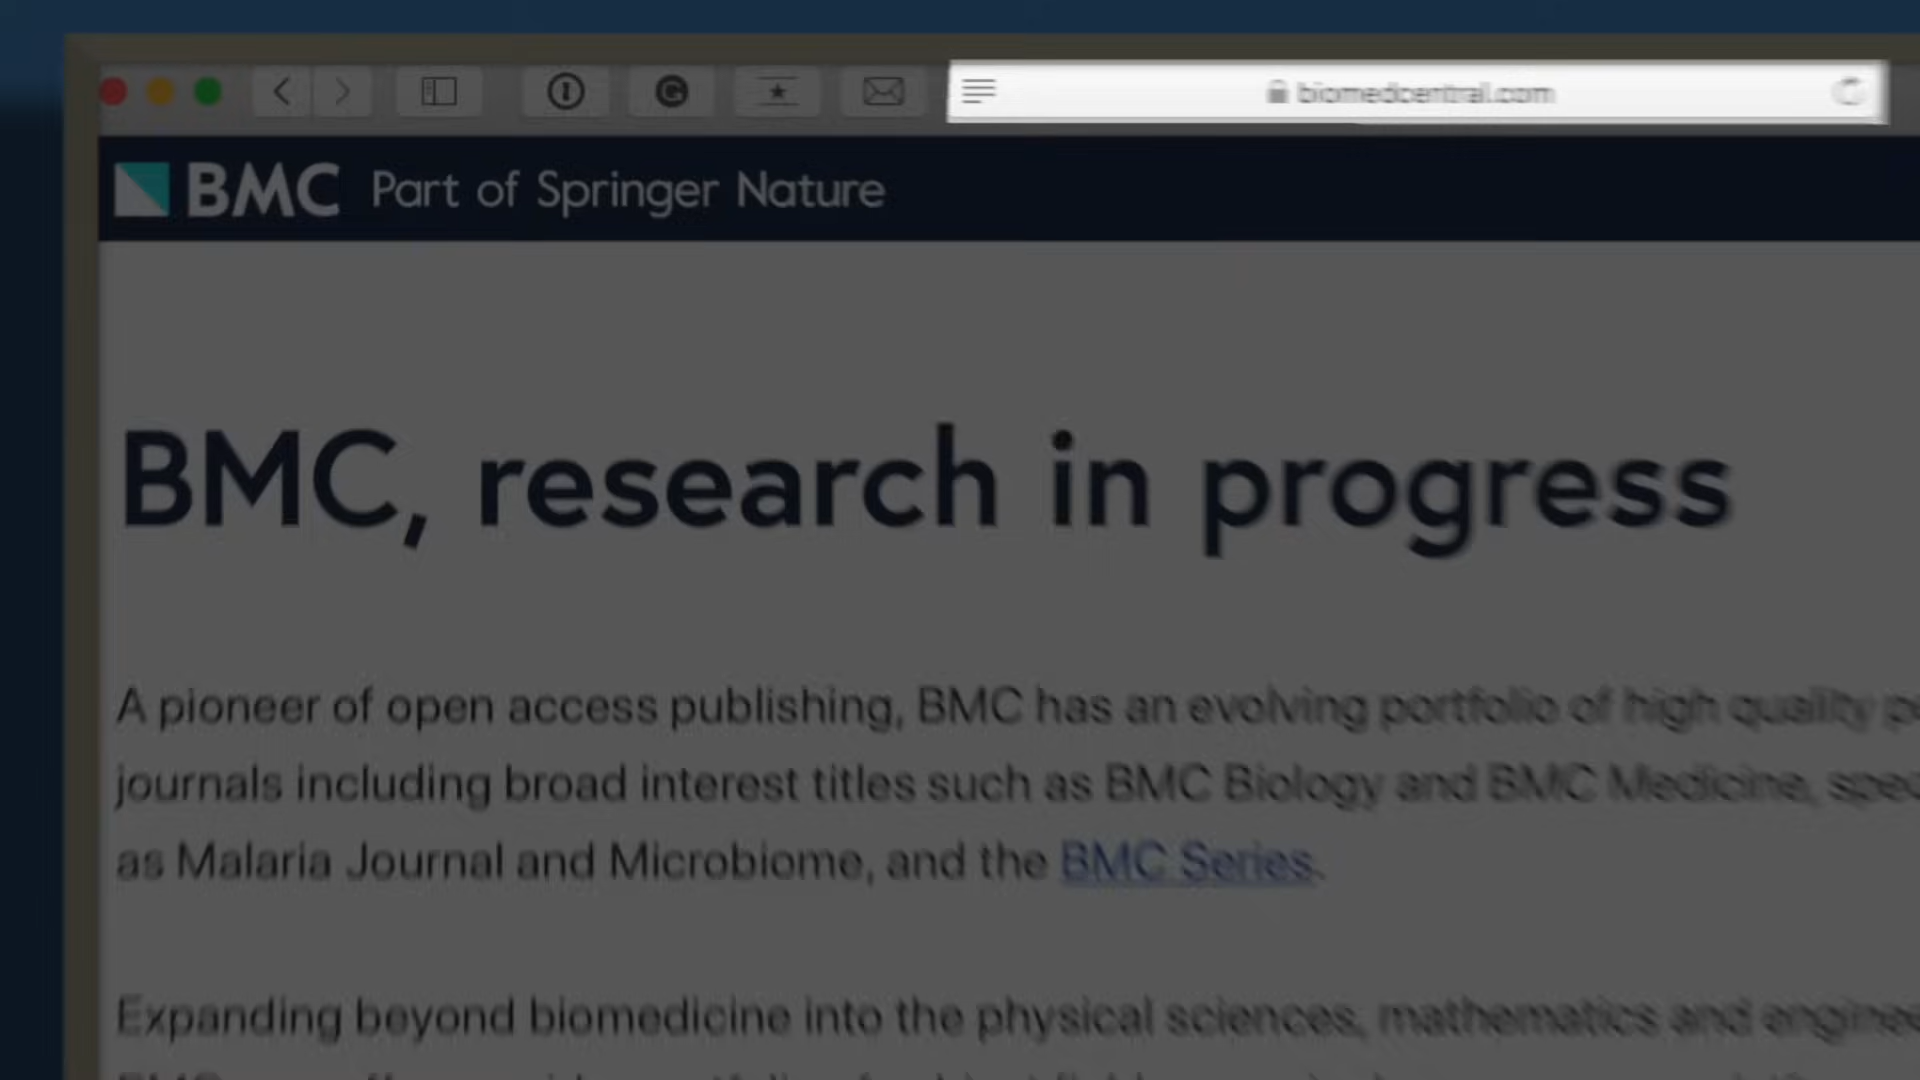 biomedcentral.com
BMC Part of Springer Nature
BMC, research in progress
A pioneer of open access publishing, BMC has an evolving portfolio of high quality
journals including broad interest titles such as BMC Biology and BMC Medicine,
as Malaria Journal and Microbiome, and the BMC Series.
Expanding beyond biomedicine into the physical sciences, mathematics and